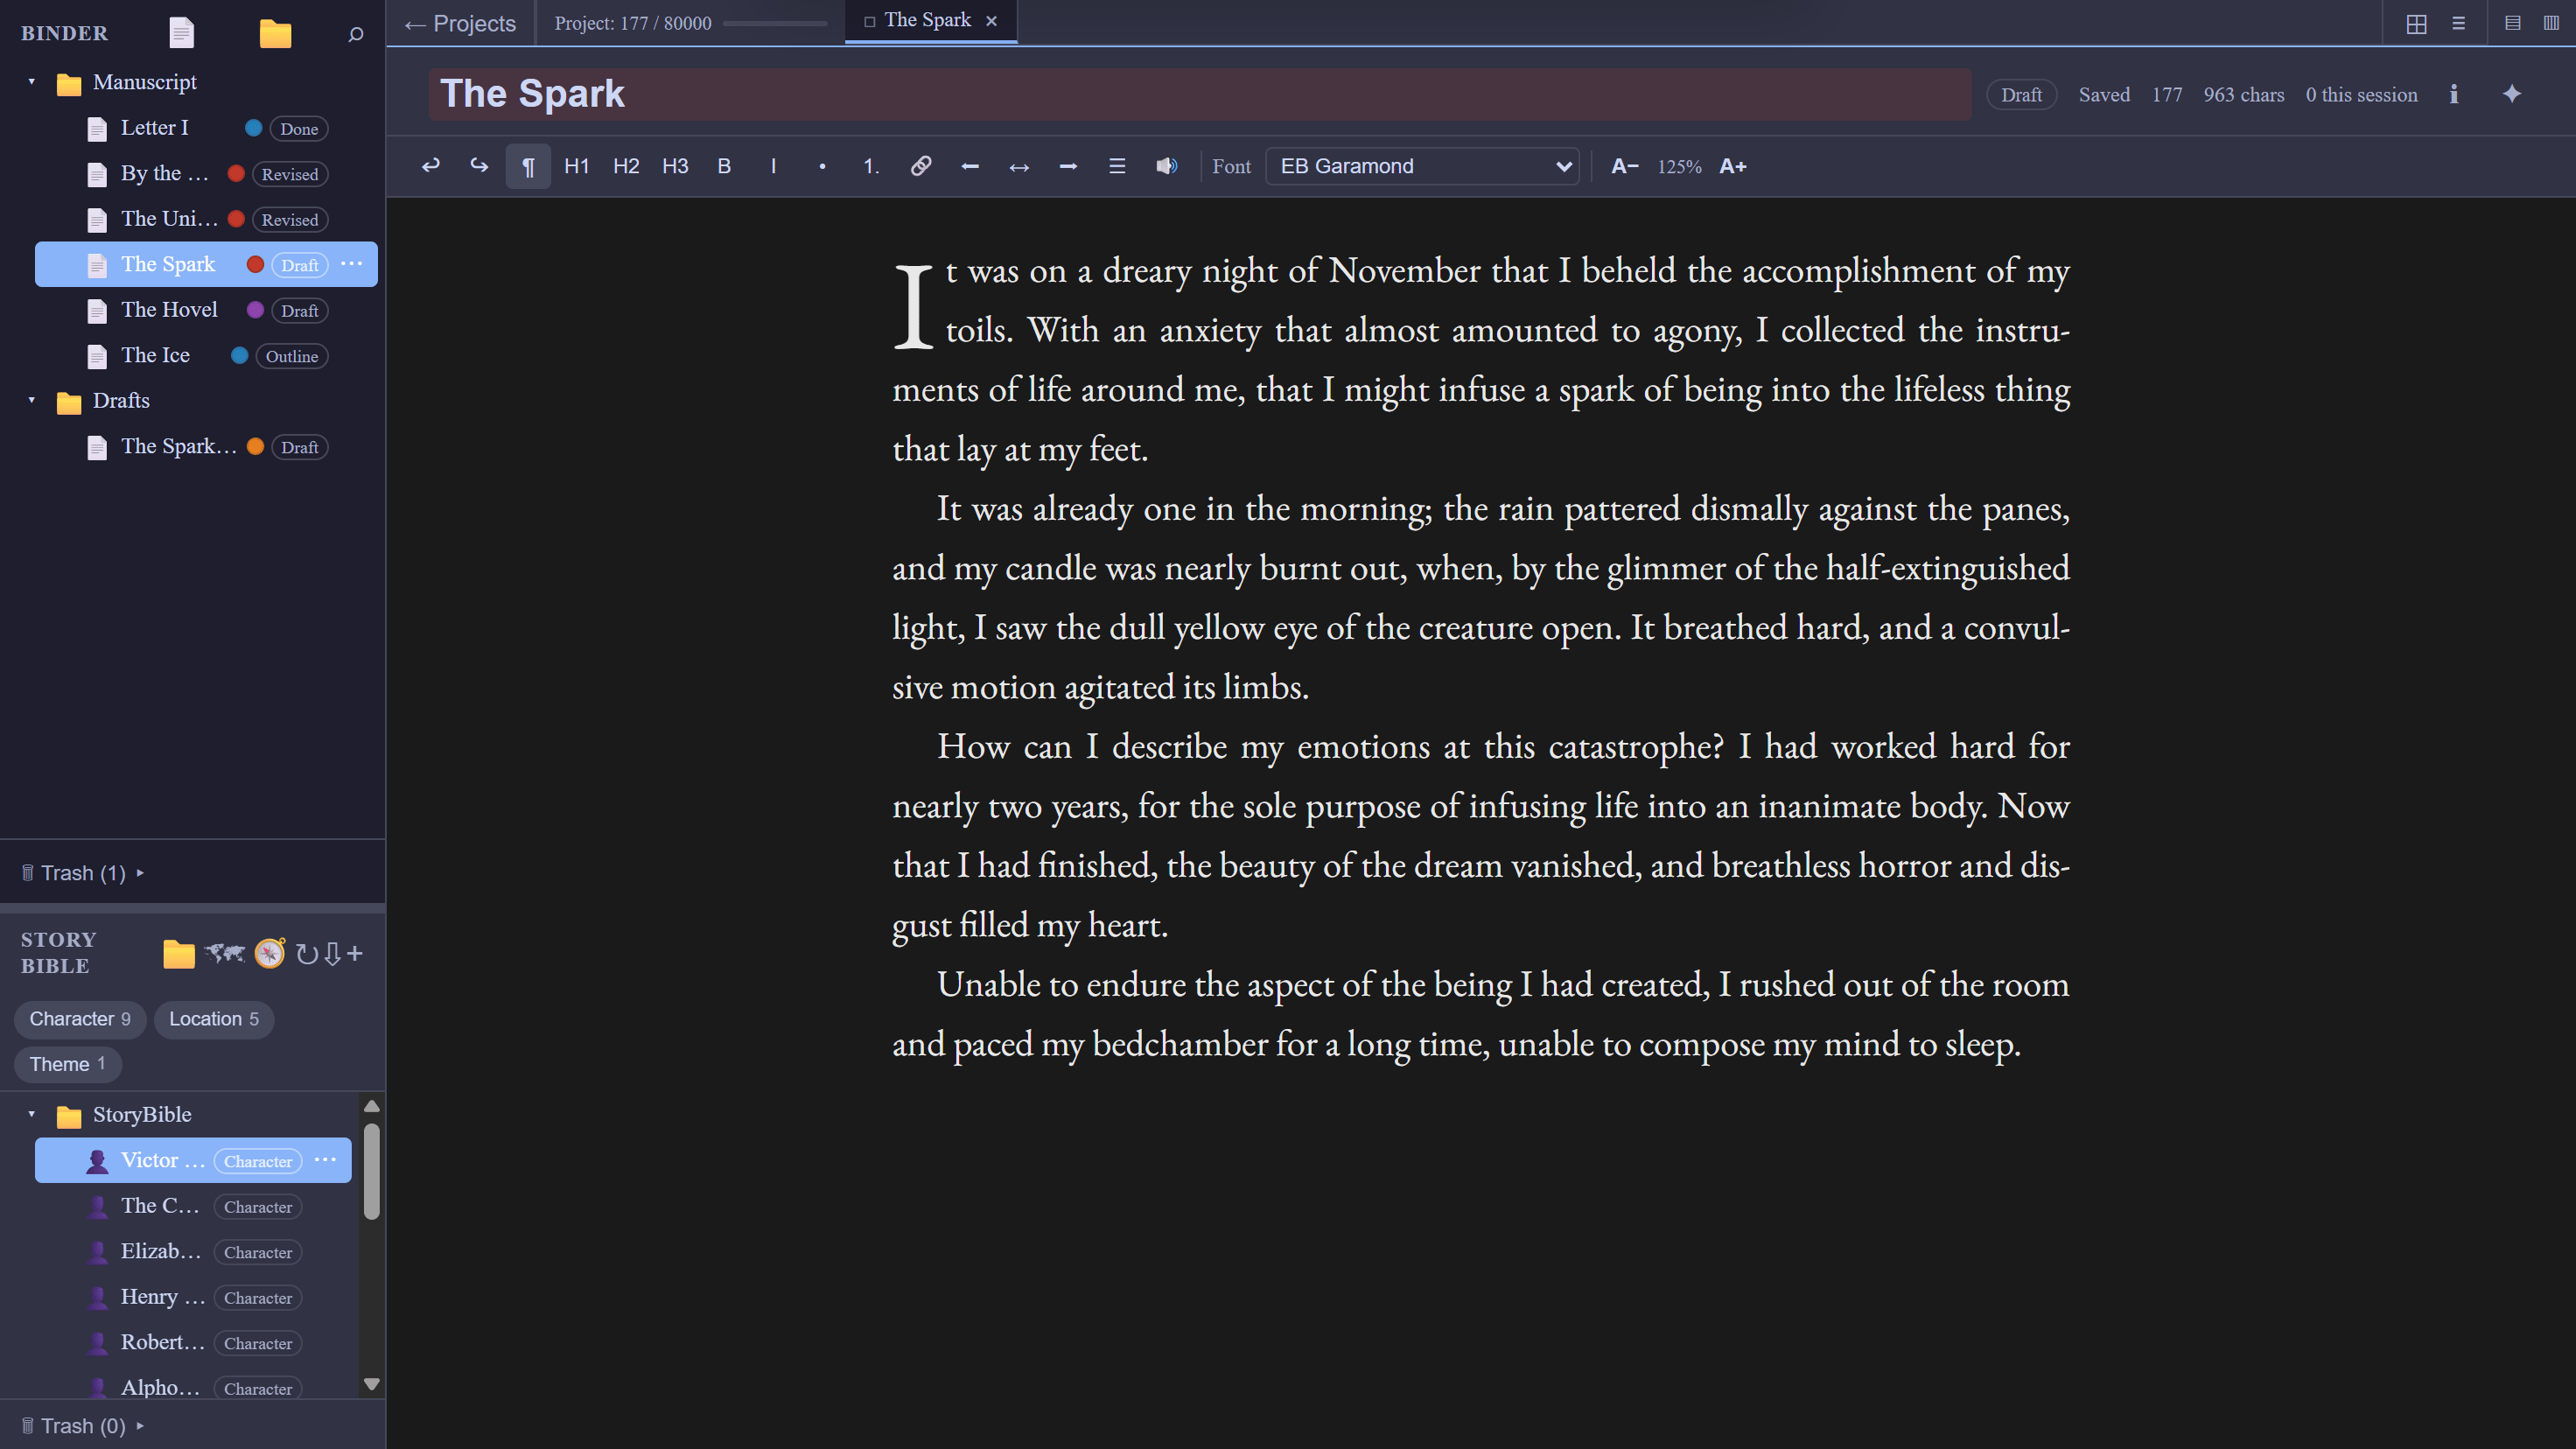 BINDER
Manuscript
Letter I Done
By the ... Revised
The Uni... Revised
The Spark Draft ...
The Hovel Draft
The Ice Outline
Drafts
The Spark... Draft
Trash (1)
STORY
BIBLE
Character 9 Location 5
Theme 1
StoryBible
Victor ... Character ...
The C... Character
Elizab... Character
Henry ... Character
Robert... Character
Alpho... Character
Trash (0)
← Projects Project: 177 / 80000 The Spark ×
The Spark Draft Saved 177 963 chars 0 this session
¶ H1 H2 H3 B I • 1. Font EB Garamond A− 125% A+
It was on a dreary night of November that I beheld the accomplishment of my
toils. With an anxiety that almost amounted to agony, I collected the instru-
ments of life around me, that I might infuse a spark of being into the lifeless thing
that lay at my feet.
It was already one in the morning; the rain pattered dismally against the panes,
and my candle was nearly burnt out, when, by the glimmer of the half-extinguished
light, I saw the dull yellow eye of the creature open. It breathed hard, and a convul-
sive motion agitated its limbs.
How can I describe my emotions at this catastrophe? I had worked hard for
nearly two years, for the sole purpose of infusing life into an inanimate body. Now
that I had finished, the beauty of the dream vanished, and breathless horror and dis-
gust filled my heart.
Unable to endure the aspect of the being I had created, I rushed out of the room
and paced my bedchamber for a long time, unable to compose my mind to sleep.